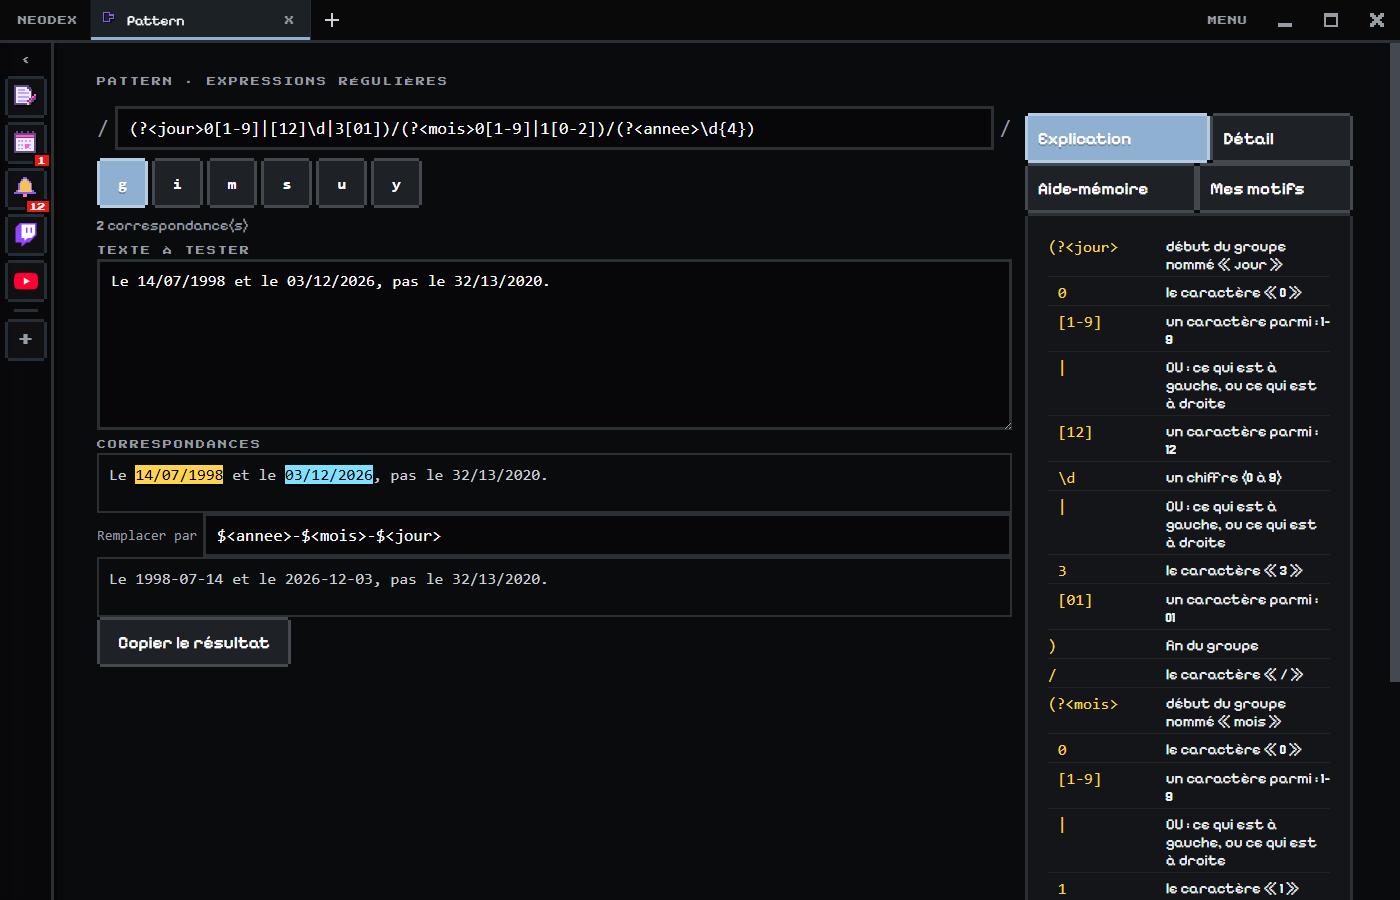 NEODEX
Pattern
MENU
1
12
PATTERN · EXPRESSIONS RÉGULIÈRES
/ (?<jour>0[1-9]|[12]\d|3[01])/(?<mois>0[1-9]|1[0-2])/(?<annee>\d{4}) /
g i m s u y
2 correspondance(s)
TEXTE À TESTER
Le 14/07/1998 et le 03/12/2026, pas le 32/13/2020.
CORRESPONDANCES
Le 14/07/1998 et le 03/12/2026, pas le 32/13/2020.
Remplacer par $<annee>-$<mois>-$<jour>
Le 1998-07-14 et le 2026-12-03, pas le 32/13/2020.
Copier le résultat
Explication Détail
Aide-mémoire Mes motifs
(?<jour> début du groupe
nommé « jour »
0 le caractère « 0 »
[1-9] un caractère parmi : 1-
9
| OU : ce qui est à
gauche, ou ce qui est
à droite
[12] un caractère parmi :
12
\d un chiffre (0 à 9)
| OU : ce qui est à
gauche, ou ce qui est
à droite
3 le caractère « 3 »
[01] un caractère parmi :
01
) fin du groupe
/ le caractère « / »
(?<mois> début du groupe
nommé « mois »
0 le caractère « 0 »
[1-9] un caractère parmi : 1-
9
| OU : ce qui est à
gauche, ou ce qui est
à droite
1 le caractère « 1 »